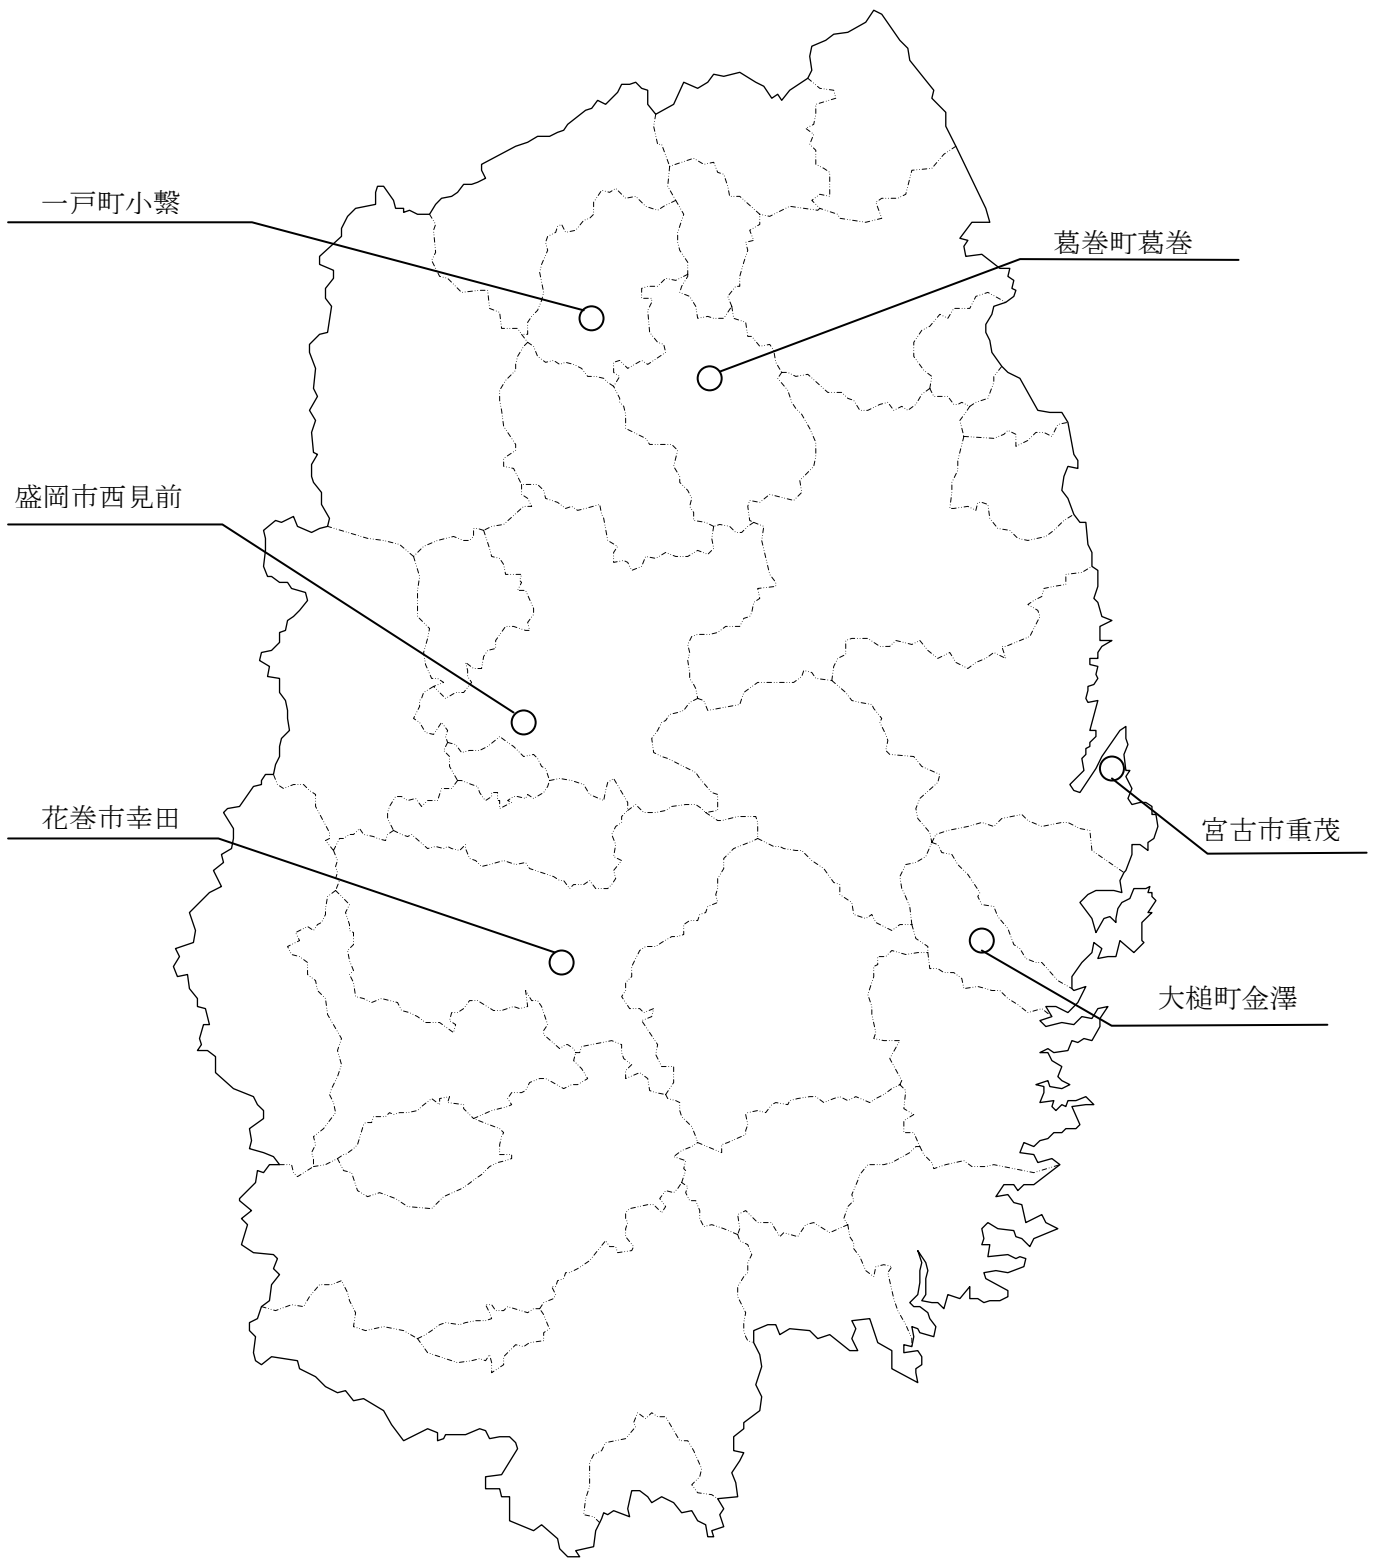 一戸町小繋
葛巻町葛巻
盛岡市西見前
花巻市幸田
宮古市重茂
大槌町金澤